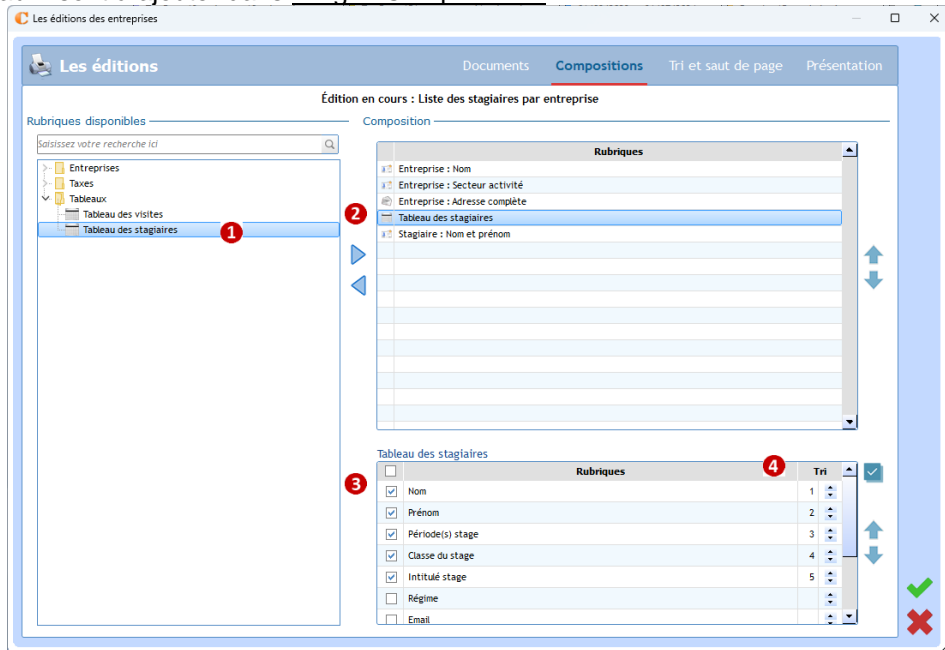 Les éditions des entreprises
Les éditions
Documents Compositions Tri et saut de page Présentation
Édition en cours : Liste des stagiaires par entreprise
Rubriques disponibles
Saisissez votre recherche ici
Entreprises
Taxes
Tableaux
Tableau des visites
Tableau des stagiaires
1
Composition
2
Rubriques
Entreprise : Nom
Entreprise : Secteur activité
Entreprise : Adresse complète
Tableau des stagiaires
Stagiaire : Nom et prénom
Tableau des stagiaires
3
Rubriques 4 Tri
Nom 1
Prénom 2
Période(s) stage 3
Classe du stage 4
Intitulé stage 5
Régime
Email